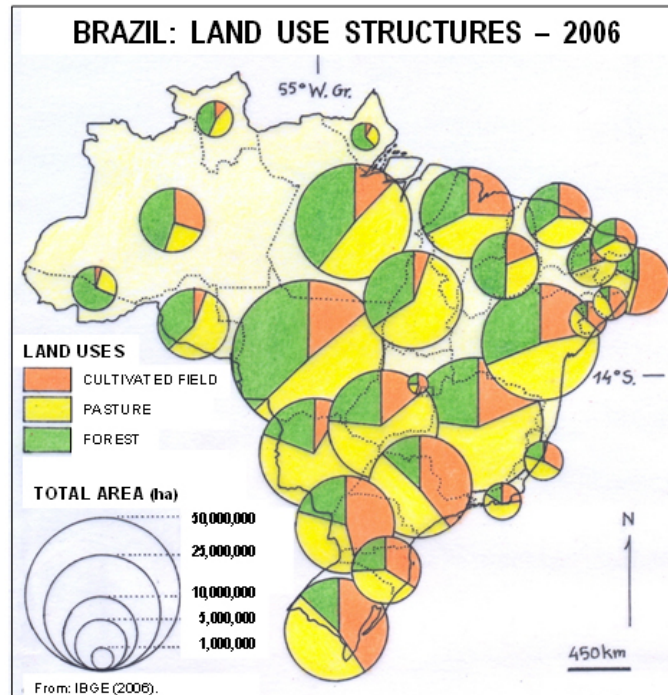 BRAZIL: LAND USE STRUCTURES – 2006
55° W. Gr.
14° S.
LAND USES
CULTIVATED FIELD
PASTURE
FOREST
TOTAL AREA (ha)
50,000,000
25,000,000
10,000,000
5,000,000
1,000,000
N
450km
From: IBGE (2006).